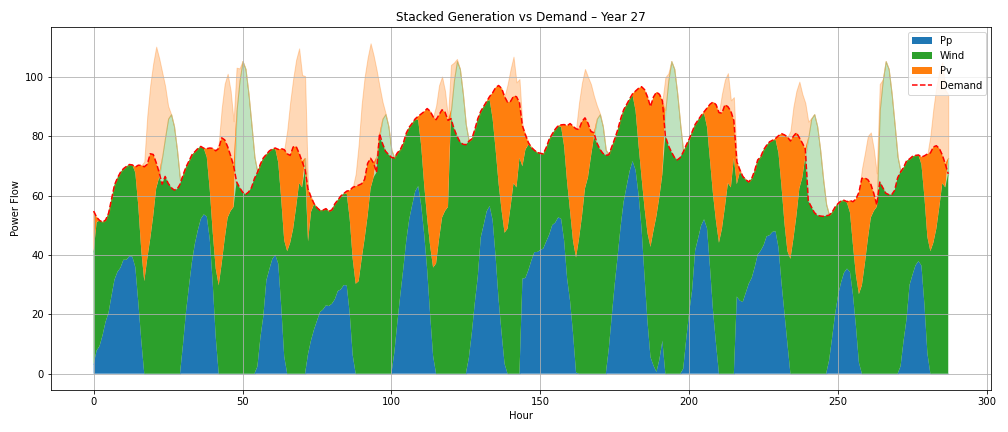 Stacked Generation vs Demand – Year 27
Pp
Wind
Pv
Demand
Power Flow
100
80
60
40
20
0
0 50 100 150 200 250 300
Hour